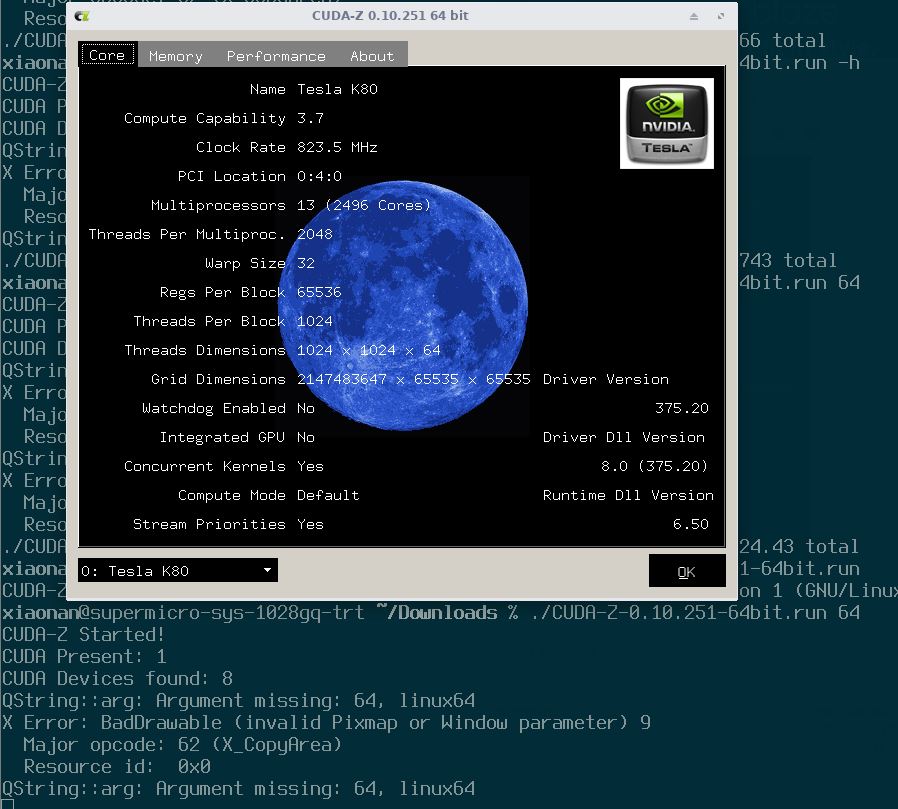 CUDA-Z 0.10.251 64 bit
Core Memory Performance About
Name Tesla K80
Compute Capability 3.7
Clock Rate 823.5 MHz
PCI Location 0:4:0
Multiprocessors 13 (2496 Cores)
Threads Per Multiproc. 2048
Warp Size 32
Regs Per Block 65536
Threads Per Block 1024
Threads Dimensions 1024 x 1024 x 64
Grid Dimensions 2147483647 x 65535 x 65535
Watchdog Enabled No
Integrated GPU No
Concurrent Kernels Yes
Compute Mode Default
Stream Priorities Yes
NVIDIA.
TESLA™
Driver Version
375.20
Driver Dll Version
8.0 (375.20)
Runtime Dll Version
6.50
0: Tesla K80
OK
Reso
./CUDA 66 total
xiaona 4bit.run -h
CUDA-Z
CUDA P
CUDA D
QString
X Erro
Majo
Reso
QStrin
./CUDA 743 total
xiaona 4bit.run 64
CUDA-Z
CUDA P
CUDA D
QString
X Erro
Majo
Reso
QStrin
X Erro
Majo
Reso
./CUDA 24.43 total
xiaona 1-64bit.run
CUDA-Z on 1 (GNU/Linux
xiaonan@supermicro-sys-1028gq-trt ~/Downloads % ./CUDA-Z-0.10.251-64bit.run 64
CUDA-Z Started!
CUDA Present: 1
CUDA Devices found: 8
QString::arg: Argument missing: 64, linux64
X Error: BadDrawable (invalid Pixmap or Window parameter) 9
Major opcode: 62 (X_CopyArea)
Resource id: 0x0
QString::arg: Argument missing: 64, linux64